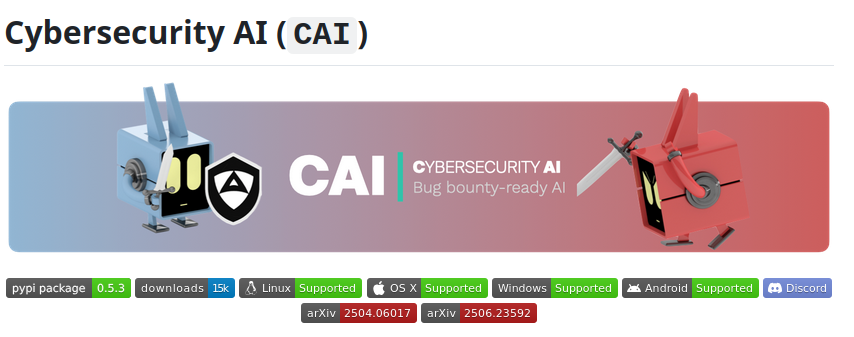 Cybersecurity AI (CAI)
CAI
CYBERSECURITY AI
Bug bounty-ready AI
pypi package 0.5.3 downloads 15k Linux Supported OS X Supported Windows Supported Android Supported Discord
arXiv 2504.06017 arXiv 2506.23592